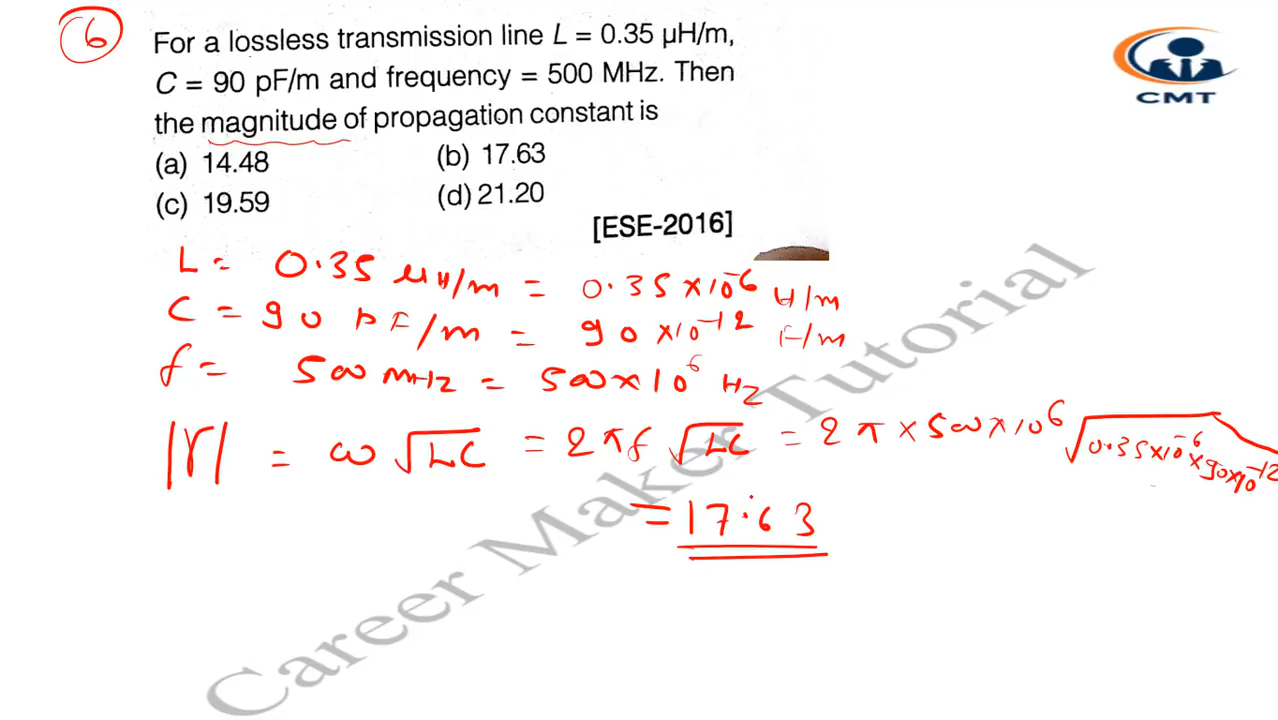 6
For a lossless transmission line L = 0.35 μH/m,
C = 90 pF/m and frequency = 500 MHz. Then
the magnitude of propagation constant is
(a) 14.48 (b) 17.63
(c) 19.59 (d) 21.20
[ESE-2016]
CMT
L = 0.35 μH/m = 0.35×10⁻⁶ H/m
C = 90 pF/m = 90×10⁻¹² F/m
f = 500 MHz = 500×10⁶ Hz
|γ| = ω√LC = 2πf √LC = 2π×500×10⁶ √0.35×10⁻⁶×90×10⁻¹²
= 17.63
Career Maker Tutorial